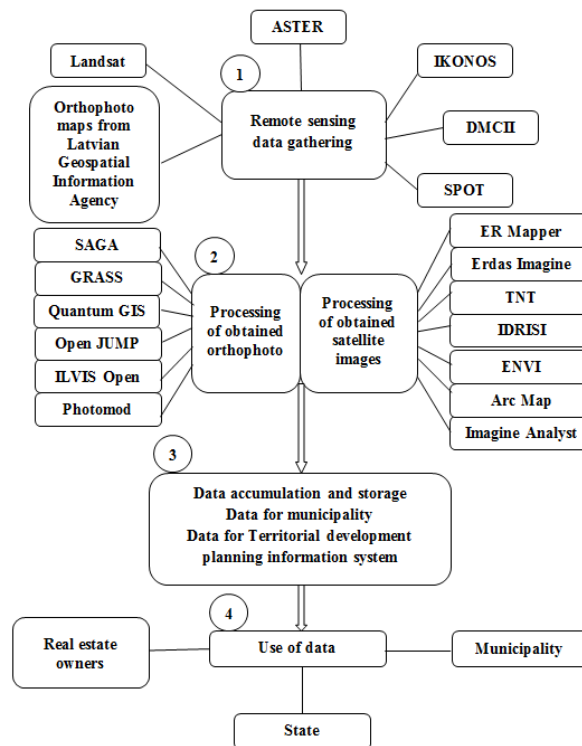 ASTER
Landsat
1
IKONOS
Orthophoto
maps from
Latvian
Geospatial
Information
Agency
Remote sensing
data gathering
DMCII
SPOT
SAGA
GRASS
Quantum GIS
Open JUMP
ILVIS Open
Photomod
2
Processing
of obtained
orthophoto
Processing
of obtained
satellite
images
ER Mapper
Erdas Imagine
TNT
IDRISI
ENVI
Arc Map
Imagine Analyst
3
Data accumulation and storage
Data for municipality
Data for Territorial development
planning information system
4
Real estate
owners
Use of data
Municipality
State